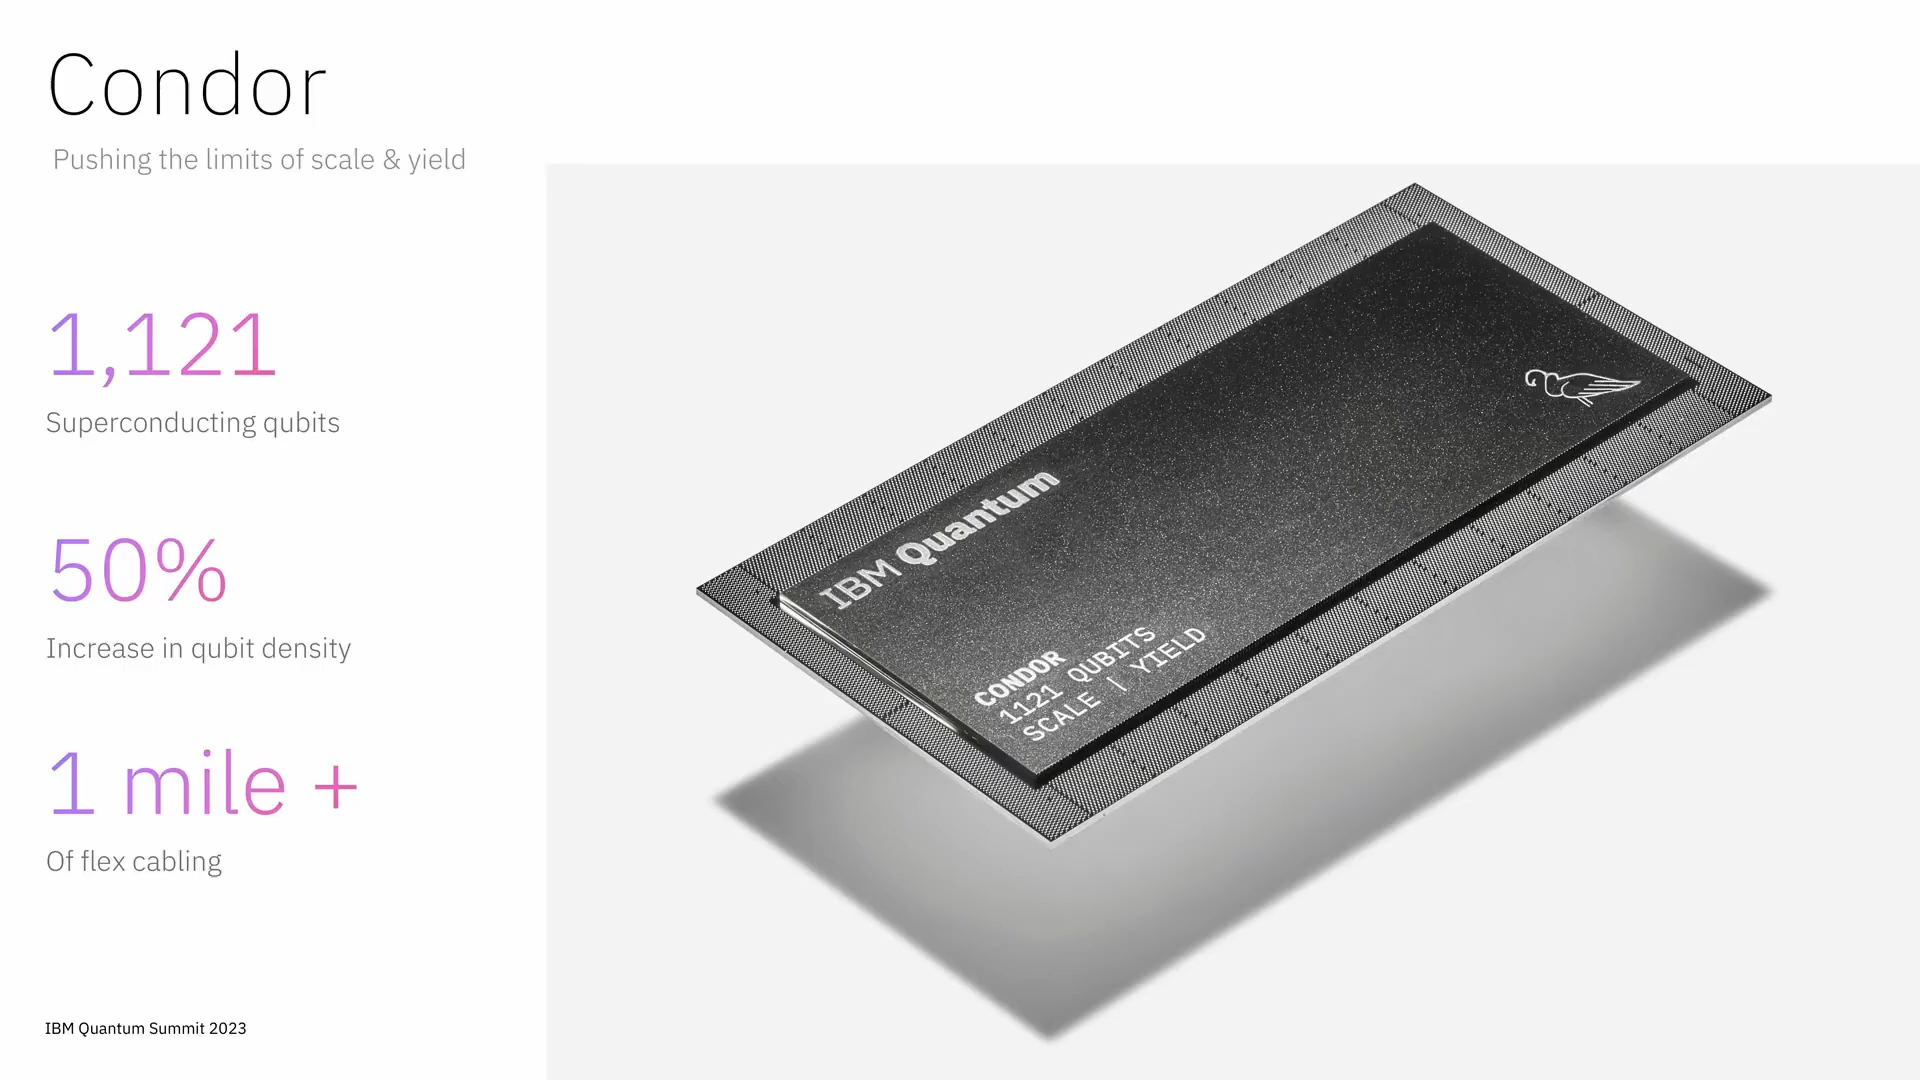 Condor
Pushing the limits of scale & yield
1,121
Superconducting qubits
50%
Increase in qubit density
1 mile +
Of flex cabling
IBM Quantum Summit 2023
IBM Quantum
CONDOR
1121 QUBITS
SCALE | YIELD